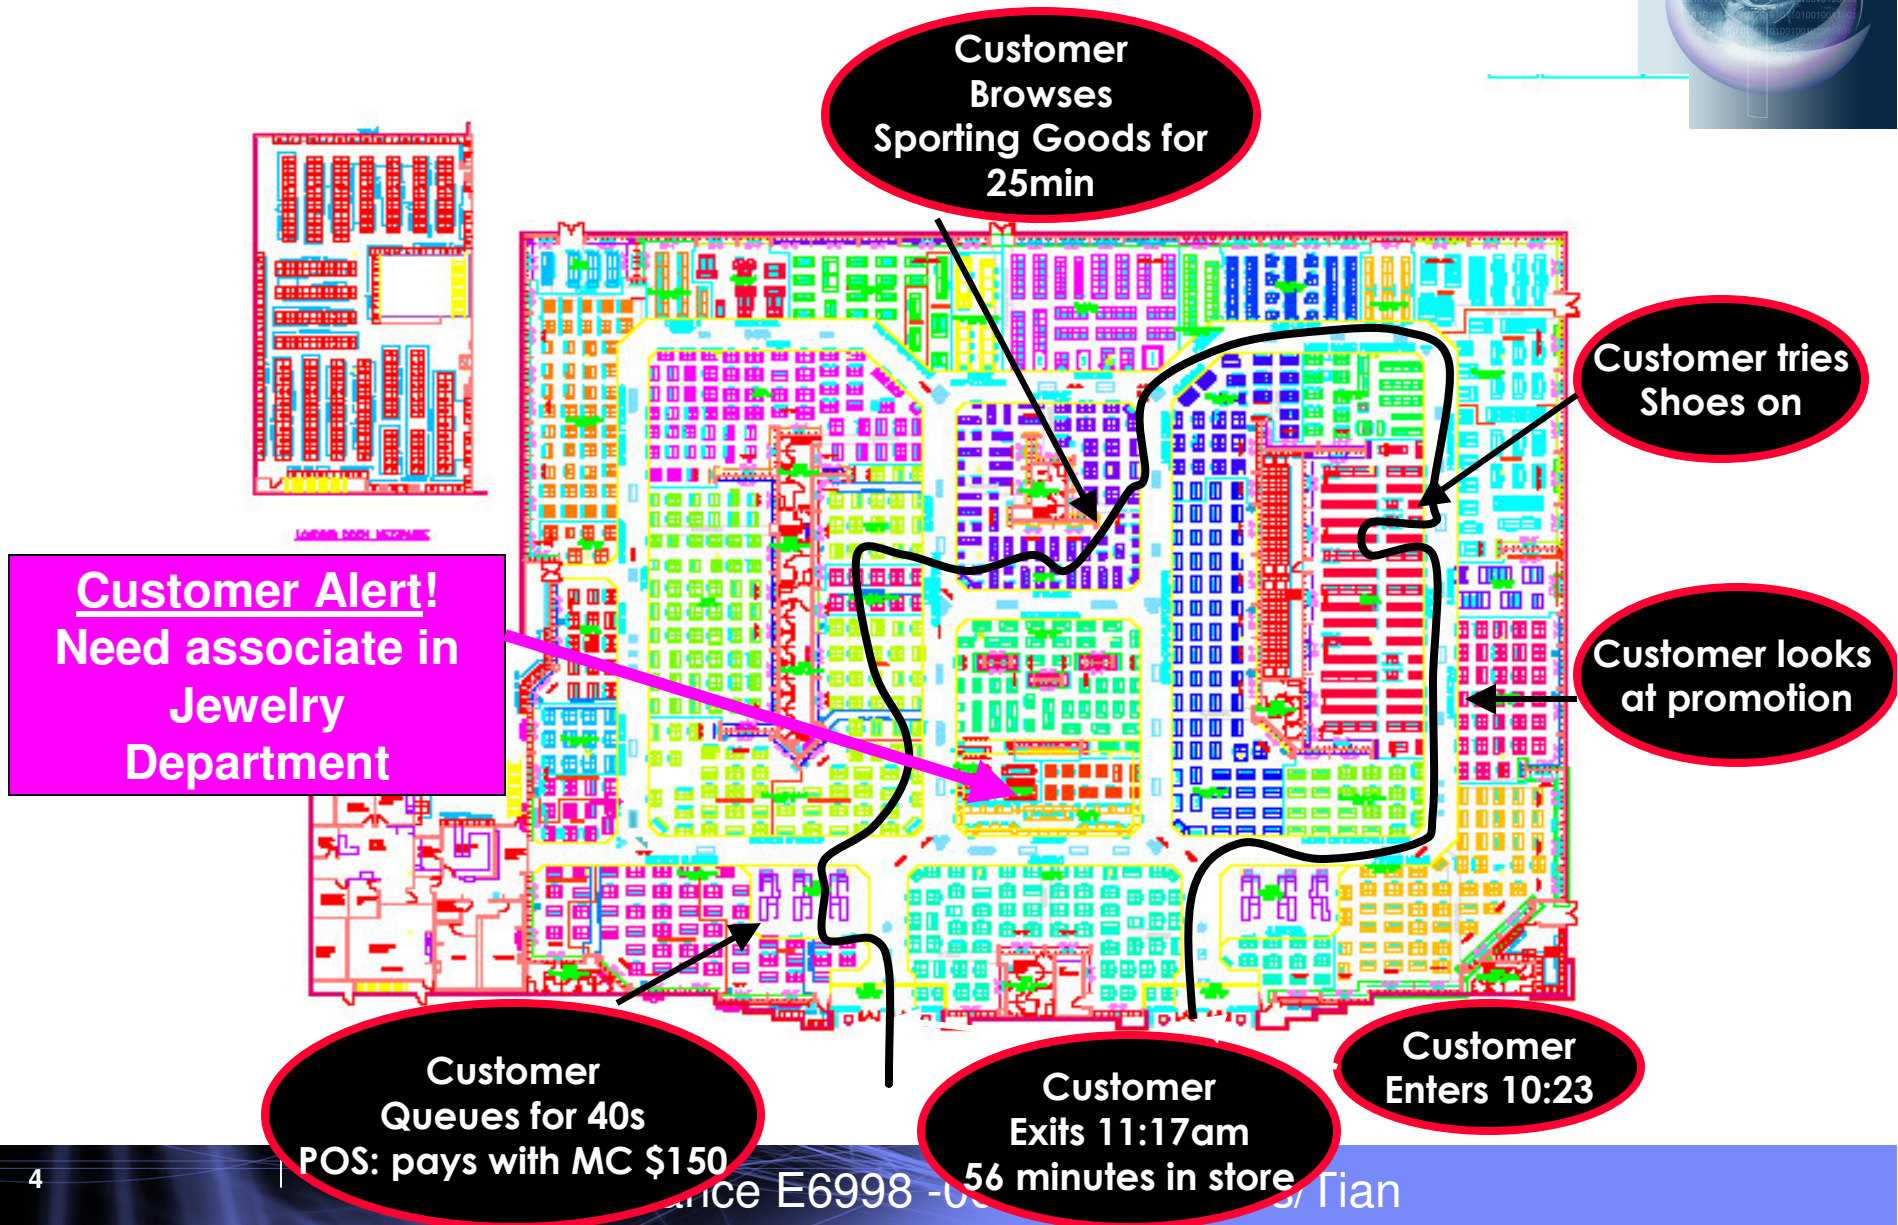 Customer
Browses
Sporting Goods for
25min
Customer tries
Shoes on
Customer Alert!
Need associate in
Jewelry
Department
Customer looks
at promotion
Customer
Queues for 40s
POS: pays with MC $150
Customer
Exits 11:17am
56 minutes in store
Customer
Enters 10:23
4
E6998 Tian